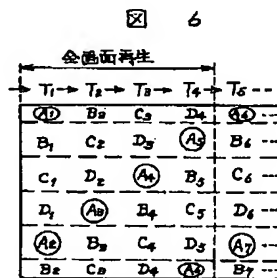 図 6
全画面再生
→ T₁ → T₂ → T₃ → T₄ → T₅
A₁ B₂ C₃ D₄
B₁ C₂ D₃ A₅ B₆
C₁ D₂ A₄ B₅ C₆
D₁ A₃ B₄ C₅ D₆
A₂ B₃ C₄ D₅ A₇
B₂ C₃ D₄ B₇